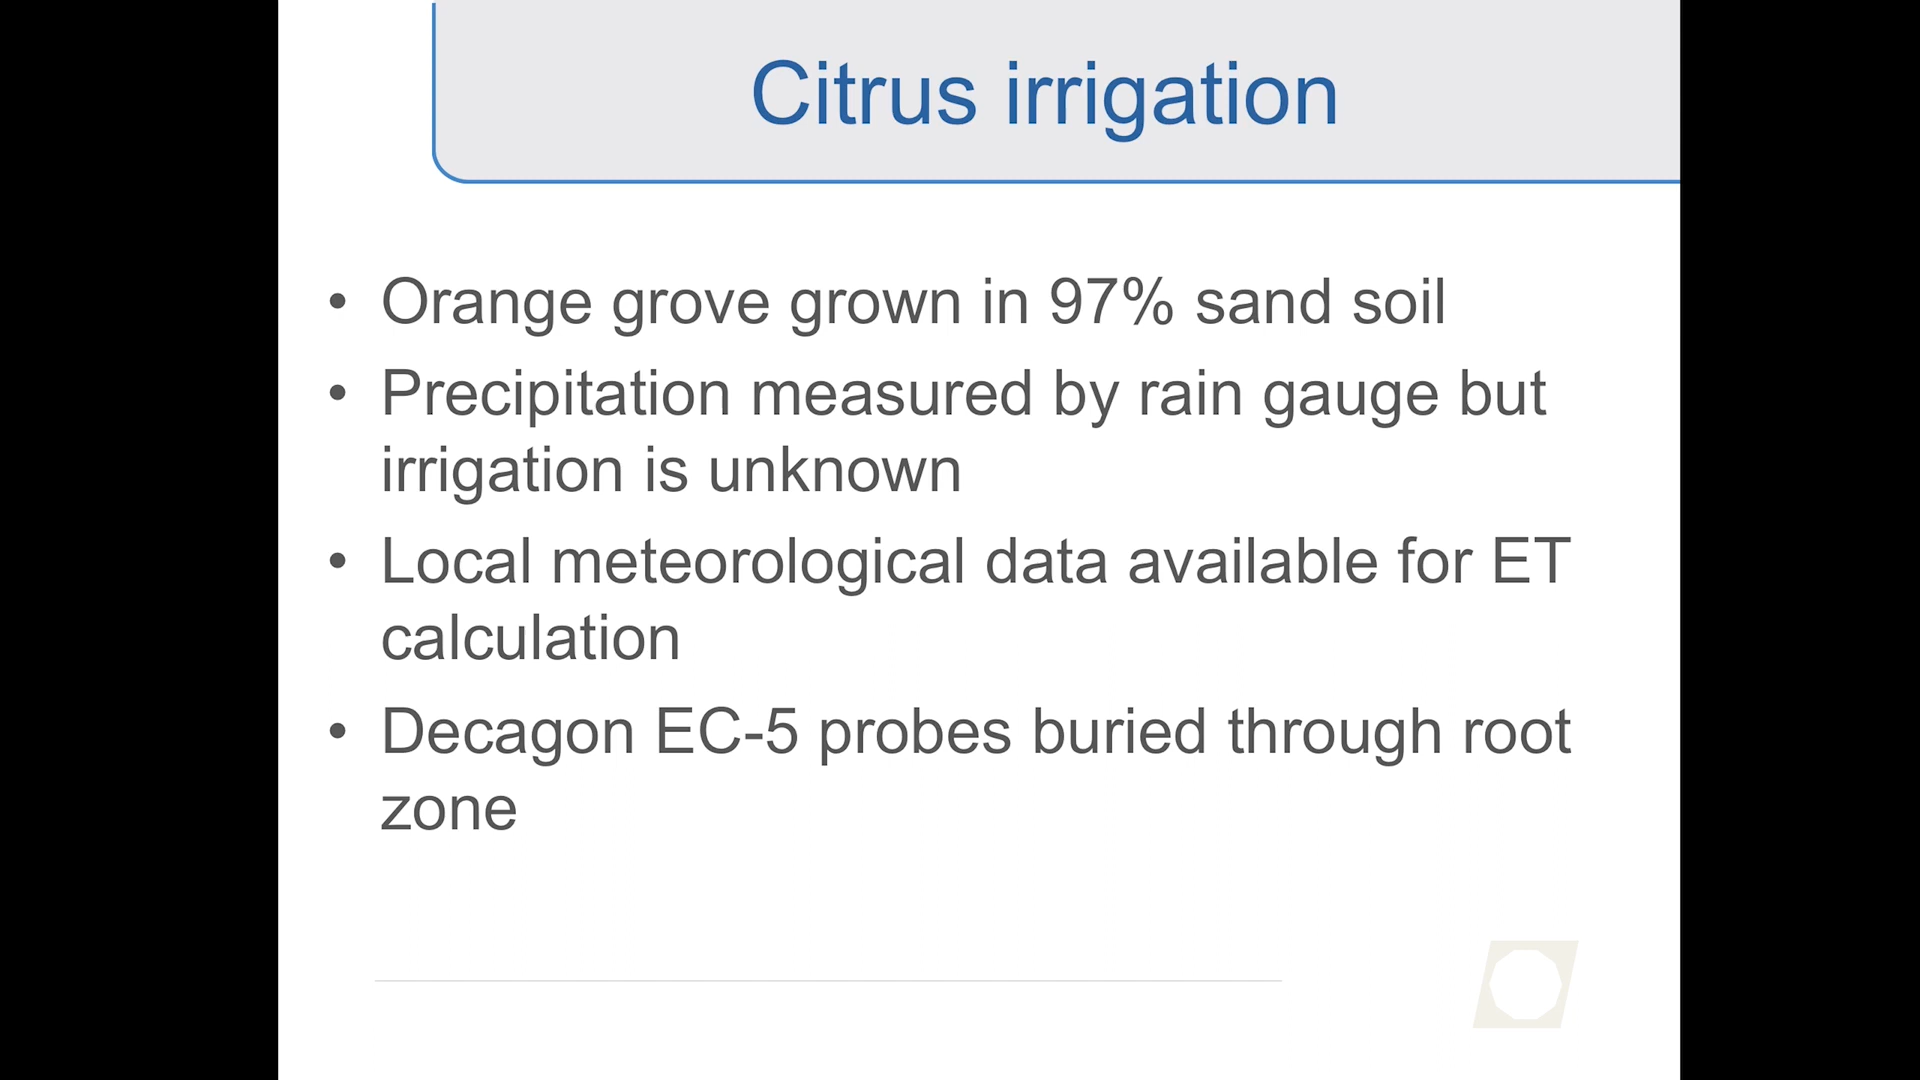 Citrus irrigation
• Orange grove grown in 97% sand soil
• Precipitation measured by rain gauge but
irrigation is unknown
• Local meteorological data available for ET
calculation
• Decagon EC-5 probes buried through root
zone